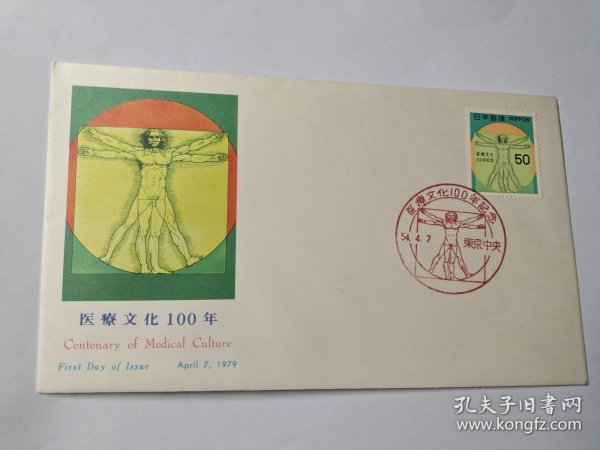 医療文化100年
Centenary of Medical Culture
First Day of Issue April 7, 1979
日本郵便 NIPPON
医療文化
100年記念
50
医療文化100年記念
54.4.7
東京中央
孔夫子旧书网
www.kongfz.com